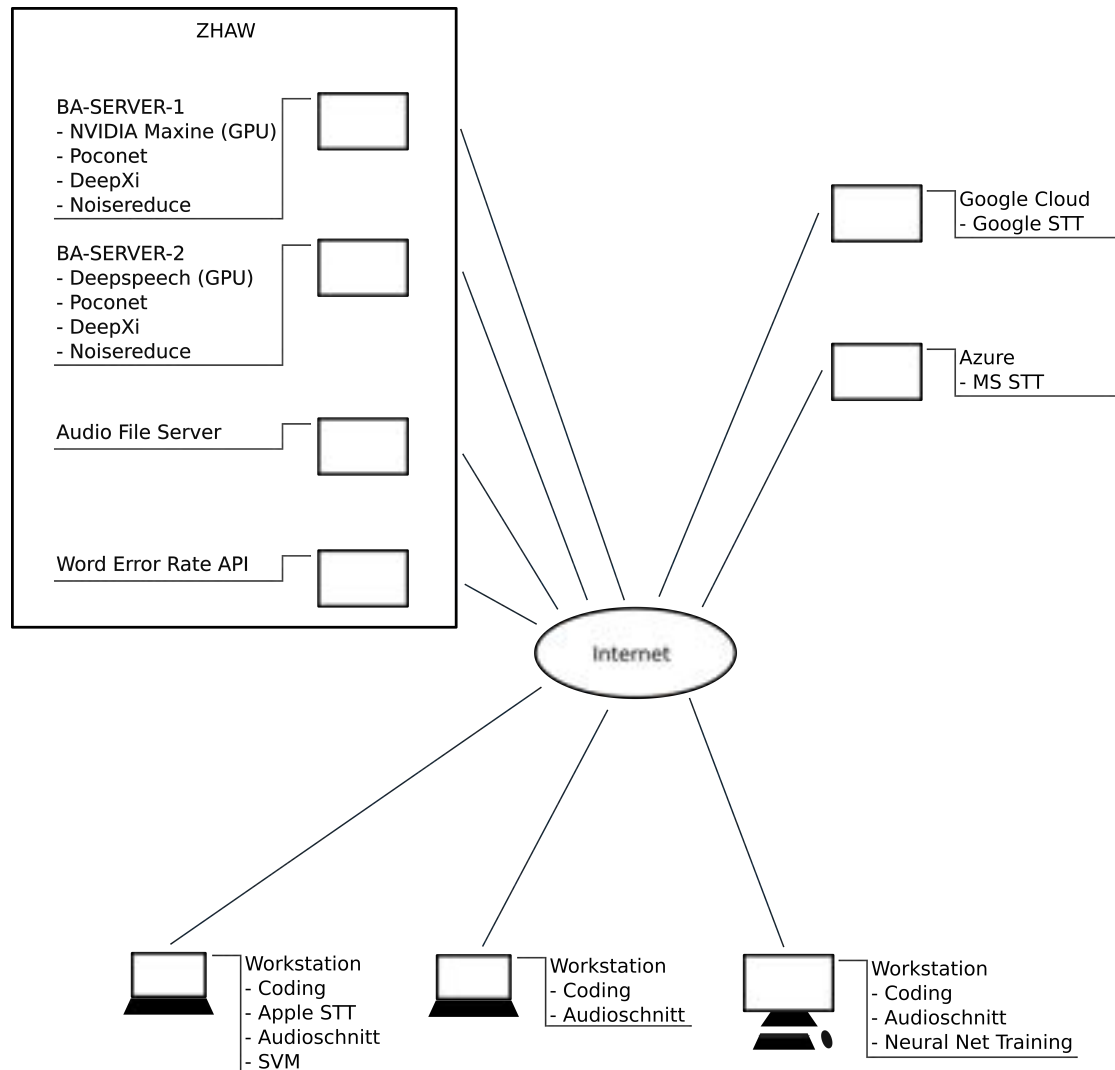 ZHAW
BA-SERVER-1
- NVIDIA Maxine (GPU)
- Poconet
- DeepXi
- Noisereduce
BA-SERVER-2
- Deepspeech (GPU)
- Poconet
- DeepXi
- Noisereduce
Audio File Server
Word Error Rate API
Google Cloud
- Google STT
Azure
- MS STT
Internet
Workstation
- Coding
- Apple STT
- Audioschnitt
- SVM
Workstation
- Coding
- Audioschnitt
Workstation
- Coding
- Audioschnitt
- Neural Net Training